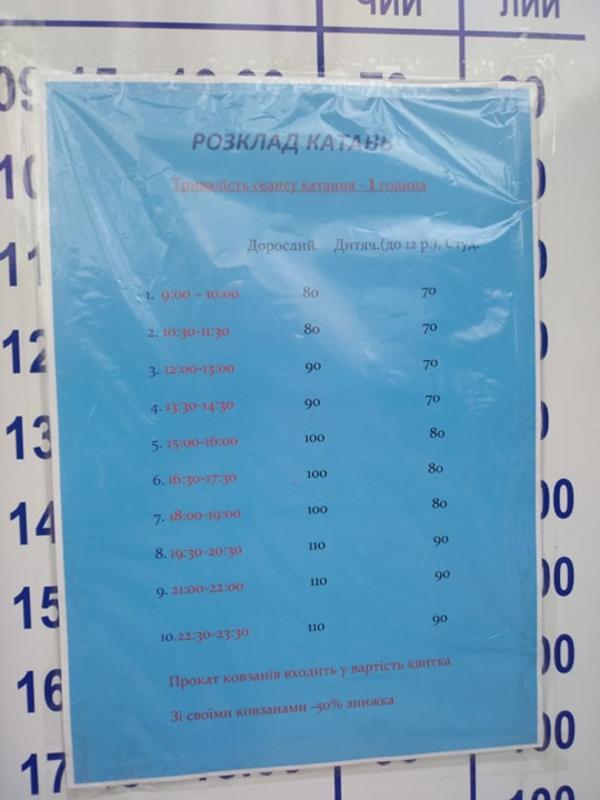 ЧИЙ ЛИЙ
РОЗКЛАД КАТАНЬ
Тривалість сеансу катання - 1 година
Дорослий Дитяч.(до 12 р.), Студ.
1. 9:00 – 10:00 80 70
2. 10:30-11:30 80 70
3. 12:00-13:00 90 70
4. 13:30-14:30 90 70
5. 15:00-16:00 100 80
6. 16:30-17:30 100 80
7. 18:00-19:00 100 80
8. 19:30-20:30 110 90
9. 21:00-22:00 110 90
10.22:30-23:30 110 90
Прокат ковзанів входить у вартість квитка
Зі своїми ковзанами -50% знижка